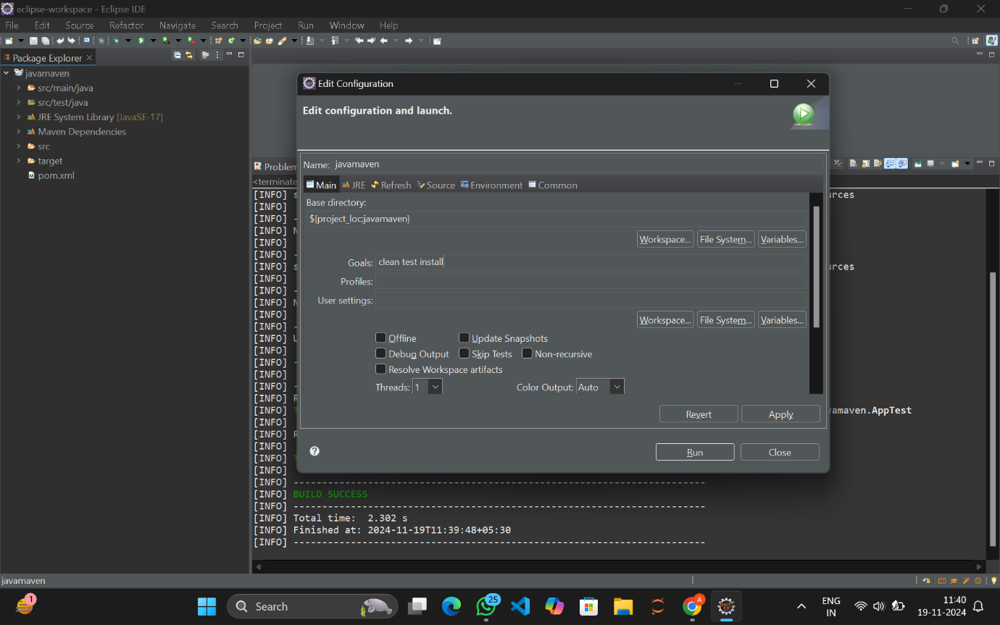 eclipse-workspace - Eclipse IDE
File Edit Source Refactor Navigate Search Project Run Window Help
Package Explorer
javamaven
src/main/java
src/test/java
JRE System Library [JavaSE-17]
Maven Dependencies
src
target
pom.xml
Problem
<terminate
Edit Configuration
Edit configuration and launch.
Name: javamaven
Main JRE Refresh Source Environment Common
Base directory:
${project_loc:javamaven}
Workspace... File System... Variables...
Goals: clean test install
Profiles:
User settings:
Workspace... File System... Variables...
Offline Update Snapshots
Debug Output Skip Tests Non-recursive
Resolve Workspace artifacts
Threads: 1 Color Output: Auto
Revert Apply
Run Close
[INFO] s urces
[INFO]
[INFO] -
[INFO] N
[INFO]
[INFO] -
[INFO] s urces
[INFO]
[INFO] -
[INFO] N
[INFO]
[INFO] -
[INFO] U
[INFO]
[INFO] -
[INFO]
[INFO] -
[INFO] R
[INFO] T vamaven.AppTest
[INFO]
[INFO] R
[INFO]
[INFO] T
[INFO]
[INFO] ------------------------------------------------------------------------
[INFO] BUILD SUCCESS
[INFO] ------------------------------------------------------------------------
[INFO] Total time:  2.302 s
[INFO] Finished at: 2024-11-19T11:39:48+05:30
[INFO] ------------------------------------------------------------------------
javamaven
1
Search
25
A
ENG
IN
11:40
19-11-2024